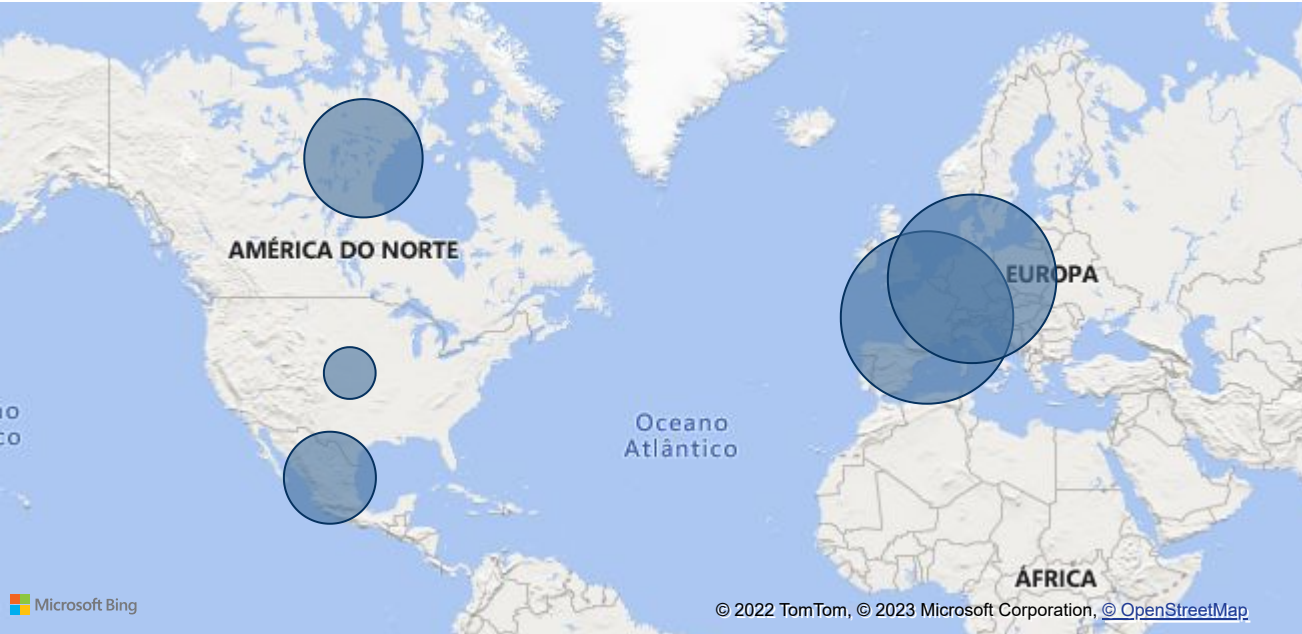 AMÉRICA DO NORTE
EUROPA
Oceano
Atlântico
ÁFRICA
Microsoft Bing
© 2022 TomTom, © 2023 Microsoft Corporation, © OpenStreetMap